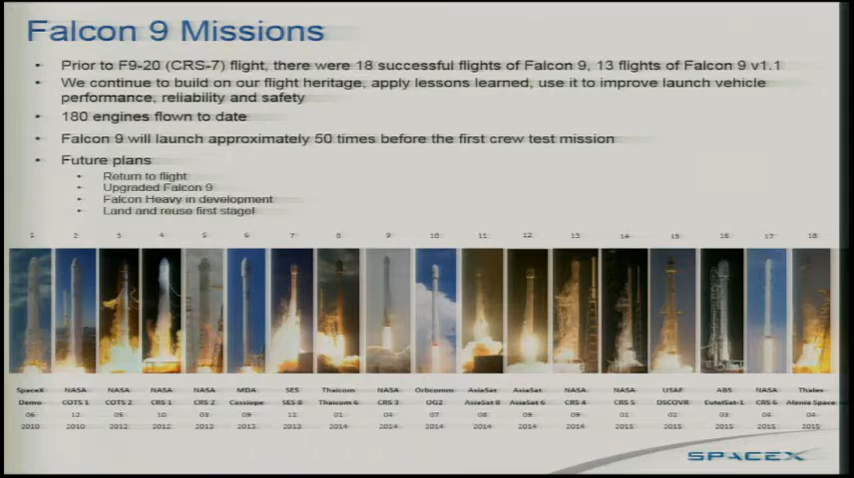 Falcon 9 Missions
• Prior to F9-20 (CRS-7) flight, there were 18 successful flights of Falcon 9, 13 flights of Falcon 9 v1.1
• We continue to build on our flight heritage, apply lessons learned, use it to improve launch vehicle
performance, reliability and safety
• 180 engines flown to date
• Falcon 9 will launch approximately 50 times before the first crew test mission
• Future plans
• Return to flight
• Upgraded Falcon 9
• Falcon Heavy in development
• Land and reuse first stage!
1 2 3 4 5 6 7 8 9 10 11 12 13 14 15 16 17 18
SpaceX NASA NASA NASA NASA MDA SES Thaicom NASA Orbcomm AsiaSat AsiaSat NASA NASA USAF ABS NASA Thales
Demo COTS 1 COTS 2 CRS 1 CRS 2 Cassiope SES 8 Thaicom 6 CRS 3 OG2 AsiaSat 8 AsiaSat 6 CRS 4 CRS 5 DSCOVR EutelSat-1 CRS 6 Alenia Space
06 12 05 10 03 09 12 01 04 07 08 09 09 01 02 03 04 04
2010 2010 2012 2012 2013 2013 2013 2014 2014 2014 2014 2014 2014 2015 2015 2015 2015 2015
SPACEX